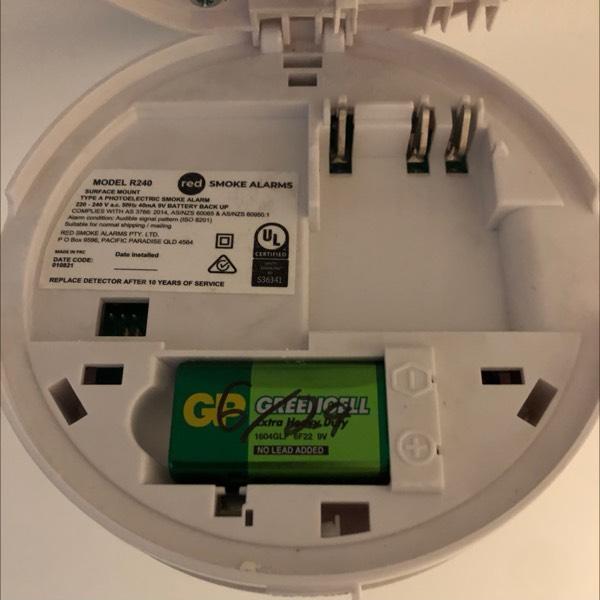 MODEL R240
red SMOKE ALARMS
SURFACE MOUNT
TYPE A PHOTOELECTRIC SMOKE ALARM
220 - 240 V a.c. 50Hz 40mA 9V BATTERY BACK UP
COMPLIES WITH AS 3786: 2014, AS/NZS 60065 & AS/NZS 60950.1
Alarm condition: Audible signal pattern (ISO 8201)
Suitable for normal shipping / mailing
RED SMOKE ALARMS PTY. LTD.
P O Box 9596, PACIFIC PARADISE QLD 4564
UL
CERTIFIED
S36341
MADE IN PRC
DATE CODE:
010821
Date installed
REPLACE DETECTOR AFTER 10 YEARS OF SERVICE
GP GREENCELL
Extra Heavy Duty
1604GLF 6F22 9V
NO LEAD ADDED